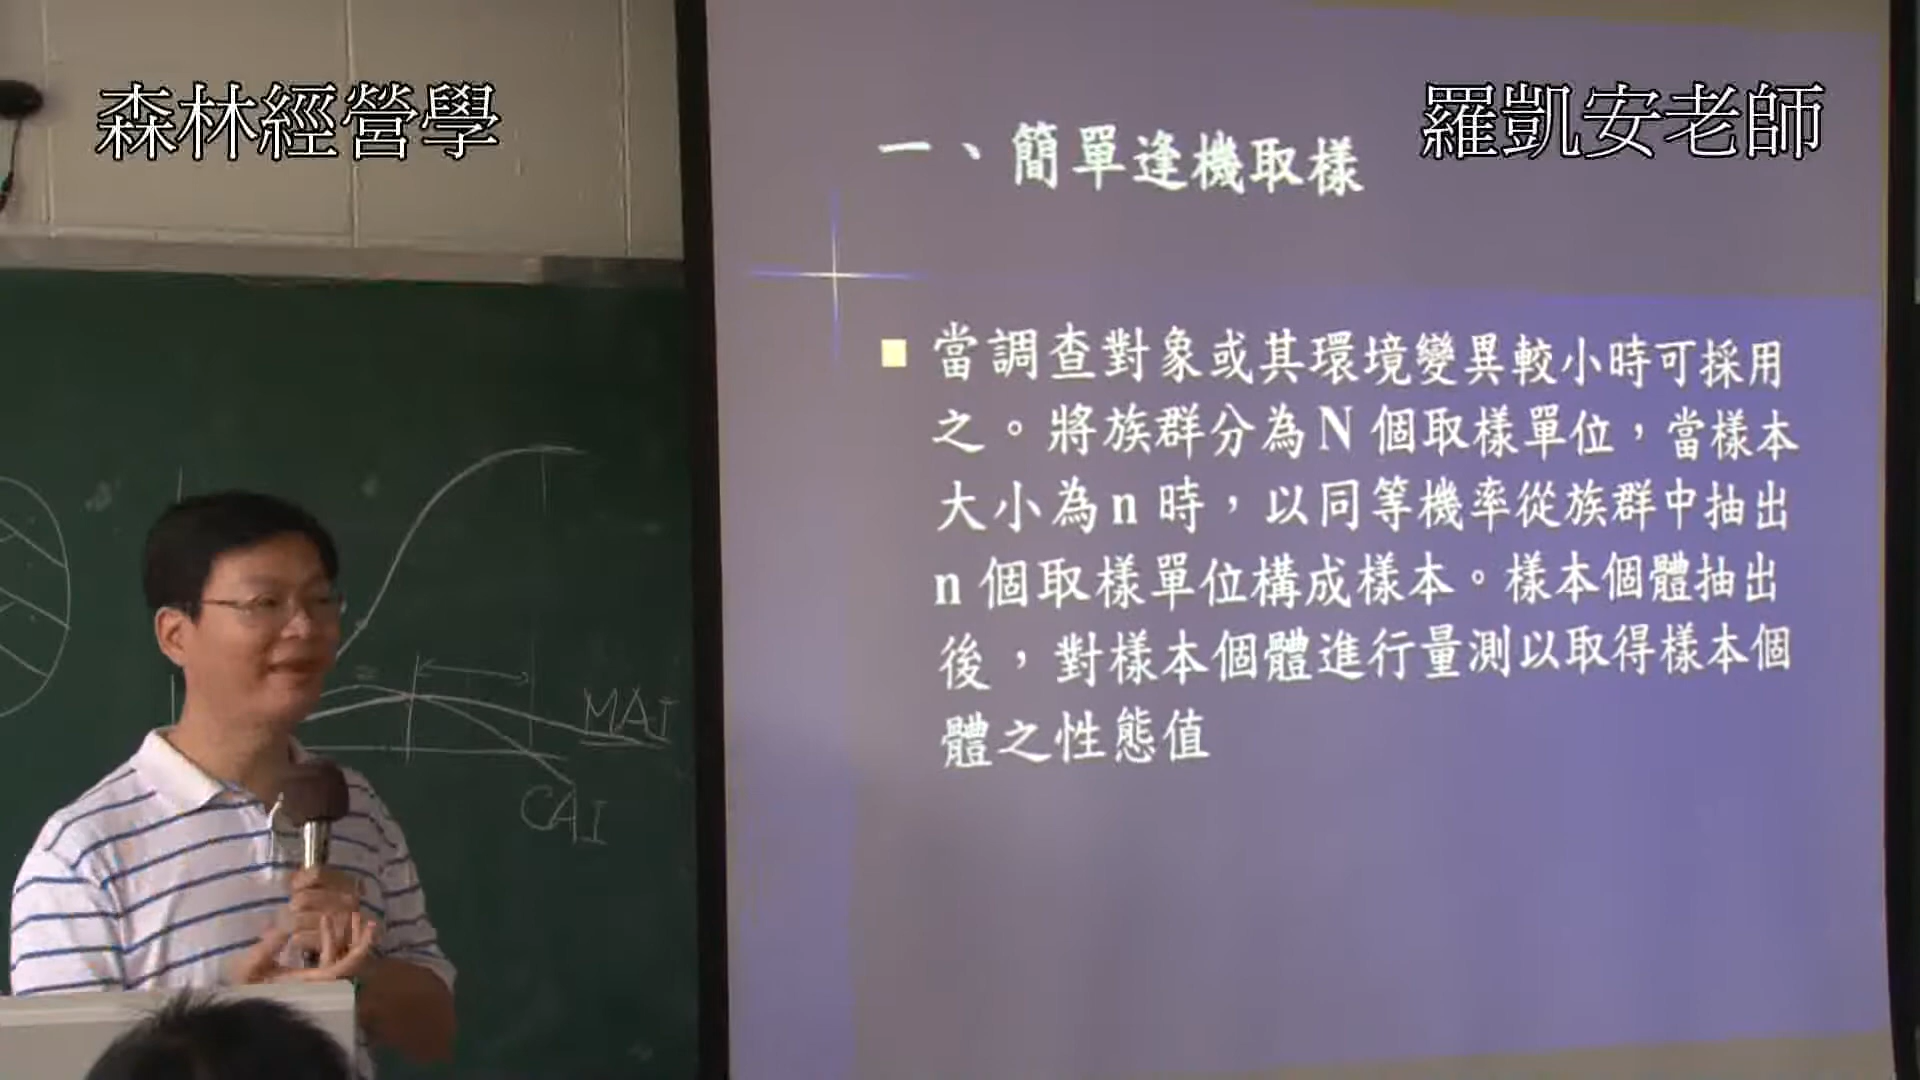 森林經營學
羅凱安老師
一、簡單逢機取樣
當調查對象或其環境變異較小時可採用
之。將族群分為N個取樣單位，當樣本
大小為n時，以同等機率從族群中抽出
n個取樣單位構成樣本。樣本個體抽出
後，對樣本個體進行量測以取得樣本個
體之性態值
MAI
CAI